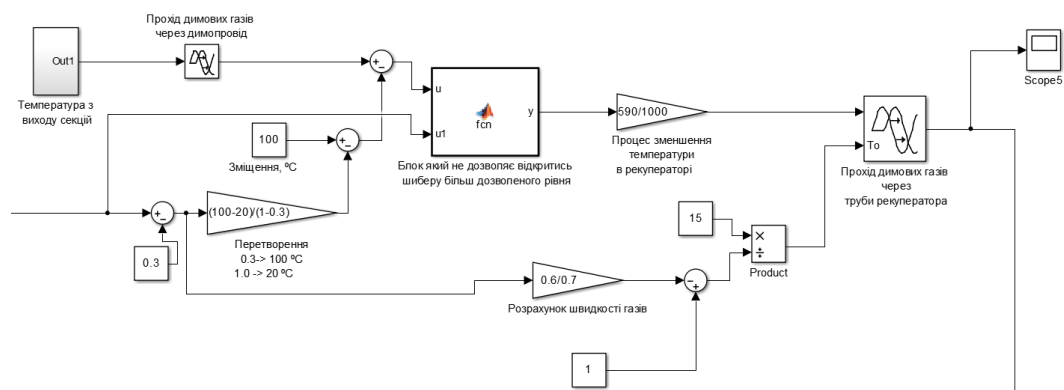 Прохід димових газів
через димопровід
Out1
Температура з
виходу секцій
u
u1
fcn
y
Блок який не дозволяє відкритись
шиберу більш дозволеного рівня
590/1000
Процес зменшення
температури
в рекуператорі
To
Прохід димових газів
через
труби рекуператора
Scope5
100
Зміщення, ºC
(100-20)/(1-0.3)
Перетворення
0.3-> 100 ºC
1.0 -> 20 ºC
0.3
15
×
÷
Product
0.6/0.7
Розрахунок швидкості газів
1